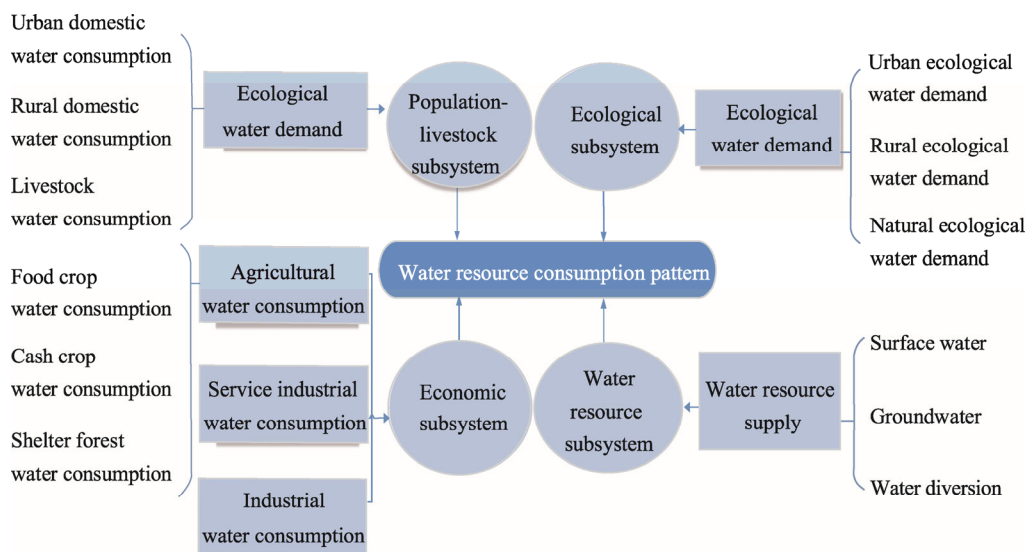 Urban domestic
water consumption
Rural domestic
water consumption
Livestock
water consumption
Ecological
water demand
Population-
livestock
subsystem
Ecological
subsystem
Ecological
water demand
Urban ecological
water demand
Rural ecological
water demand
Natural ecological
water demand
Water resource consumption pattern
Food crop
water consumption
Cash crop
water consumption
Shelter forest
water consumption
Agricultural
water consumption
Service industrial
water consumption
Industrial
water consumption
Economic
subsystem
Water
resource
subsystem
Water resource
supply
Surface water
Groundwater
Water diversion